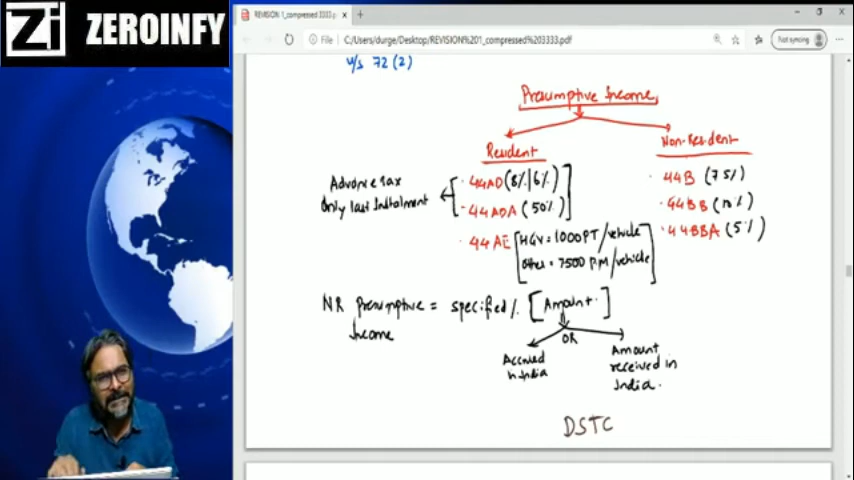 Zi ZEROINFY
REVISION 1_compressed 3333.pdf
File
C:/Users/durge/Desktop/REVISION%201_compressed%203333.pdf
Not syncing
u/s 72 (2)
Presumptive Income
Resident
Non-Resident
Advance tax
Only last Instalment
44AD (8% | 6%)
44ADA (50%)
44AE [HGV = 1000PT / vehicle
other = 7500 PM / vehicle]
44B (7.5%)
44BB (10%)
44BBA (5%)
NR Presumptive = specified % [Amount]
Income
OR
Accrued
in India
Amount
received in
India.
DSTC